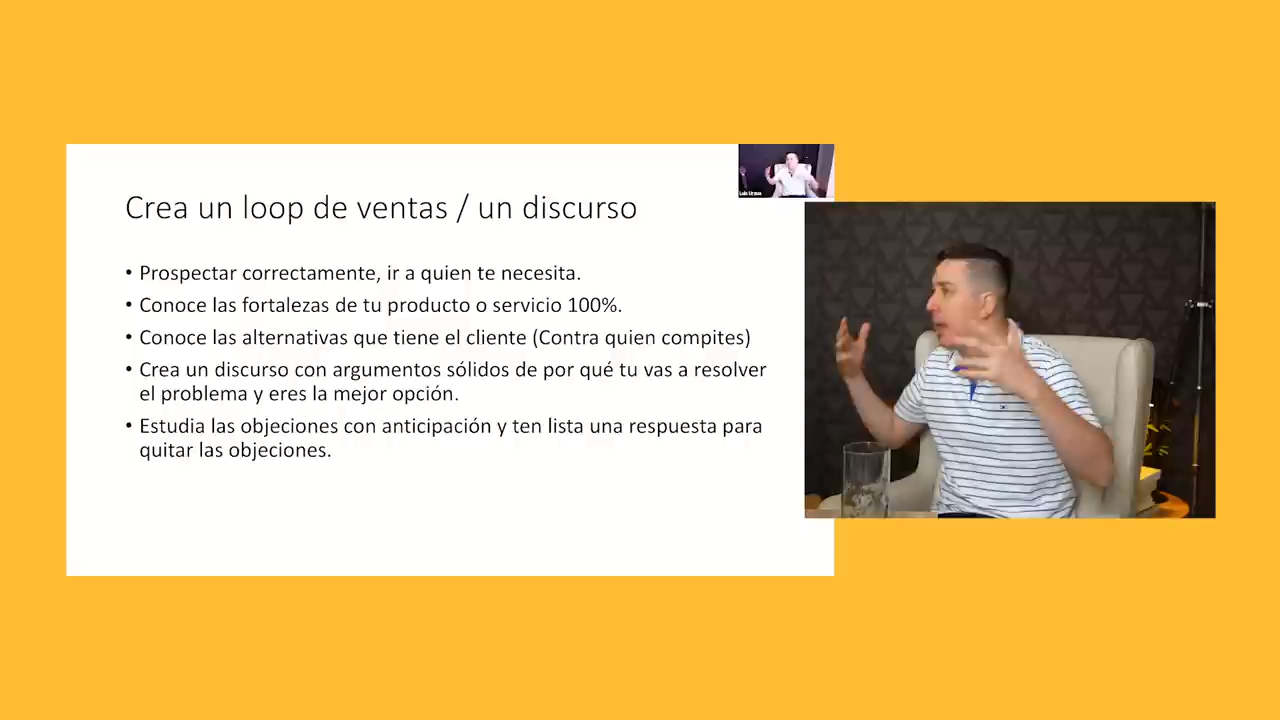 Crea un loop de ventas / un discurso
• Prospectar correctamente, ir a quien te necesita.
• Conoce las fortalezas de tu producto o servicio 100%.
• Conoce las alternativas que tiene el cliente (Contra quien compites)
• Crea un discurso con argumentos sólidos de por qué tu vas a resolver
el problema y eres la mejor opción.
• Estudia las objeciones con anticipación y ten lista una respuesta para
quitar las objeciones.